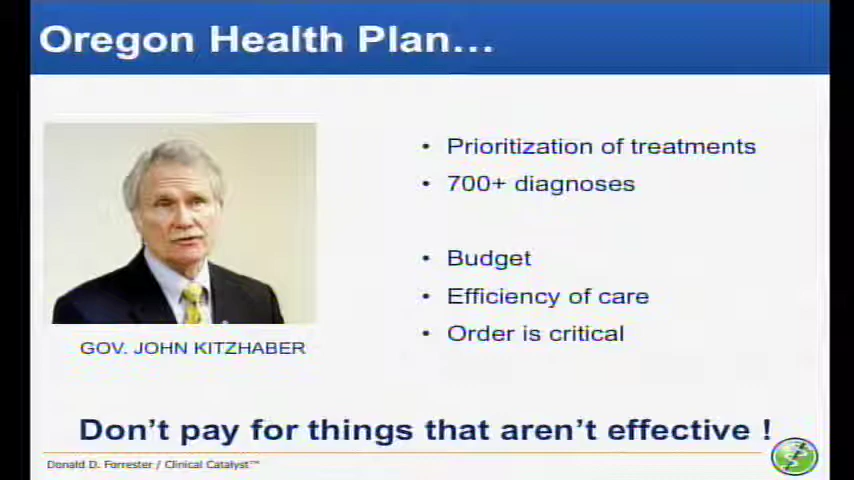 Oregon Health Plan…
• Prioritization of treatments
• 700+ diagnoses
• Budget
• Efficiency of care
• Order is critical
GOV. JOHN KITZHABER
Don't pay for things that aren't effective !
Donald D. Forrester / Clinical Catalyst™